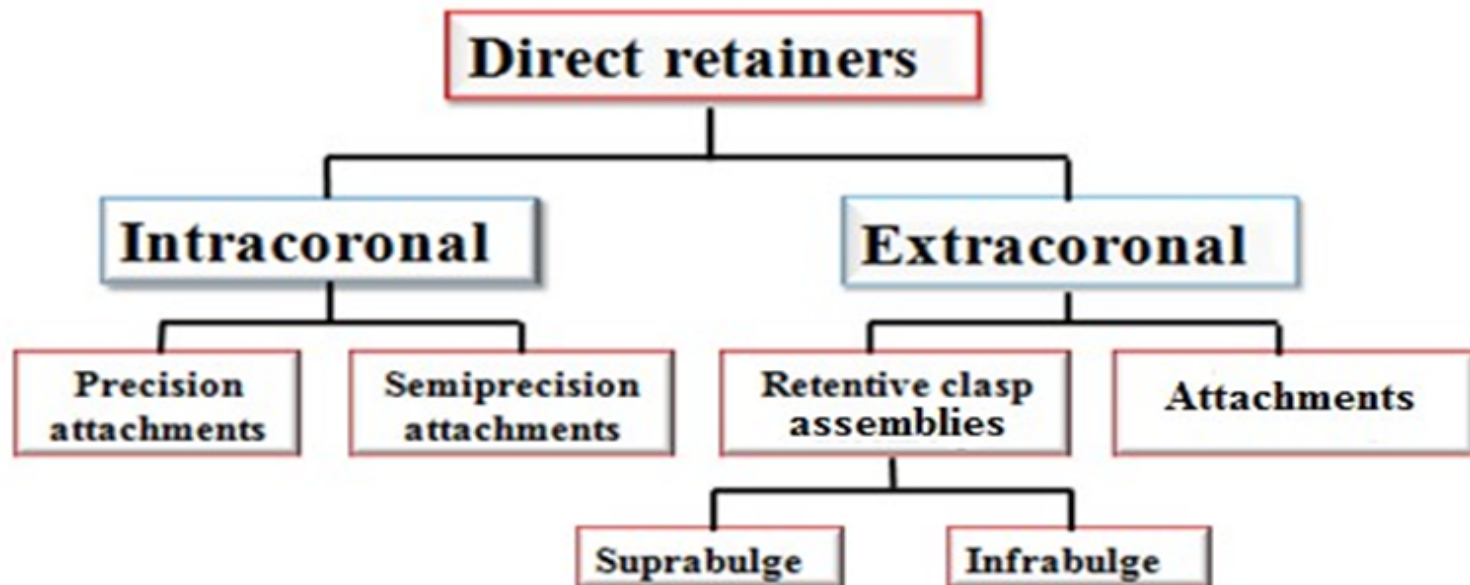 Direct retainers
Intracoronal
Extracoronal
Precision
attachments
Semiprecision
attachments
Retentive clasp
assemblies
Attachments
Suprabulge
Infrabulge